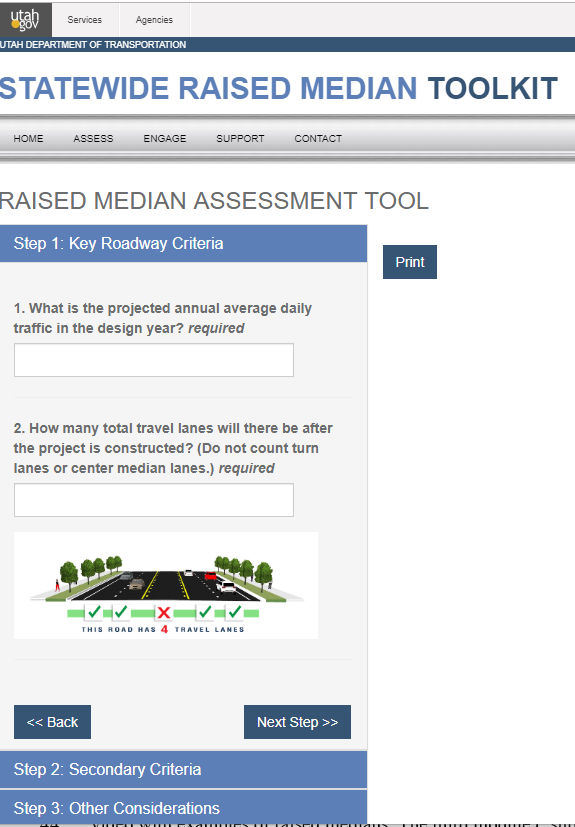 utah
gov
Services
Agencies
UTAH DEPARTMENT OF TRANSPORTATION
STATEWIDE RAISED MEDIAN TOOLKIT
HOME
ASSESS
ENGAGE
SUPPORT
CONTACT
RAISED MEDIAN ASSESSMENT TOOL
Step 1: Key Roadway Criteria
Print
1. What is the projected annual average daily
traffic in the design year? required
2. How many total travel lanes will there be after
the project is constructed? (Do not count turn
lanes or center median lanes.) required
THIS ROAD HAS 4 TRAVEL LANES
<< Back
Next Step >>
Step 2: Secondary Criteria
Step 3: Other Considerations